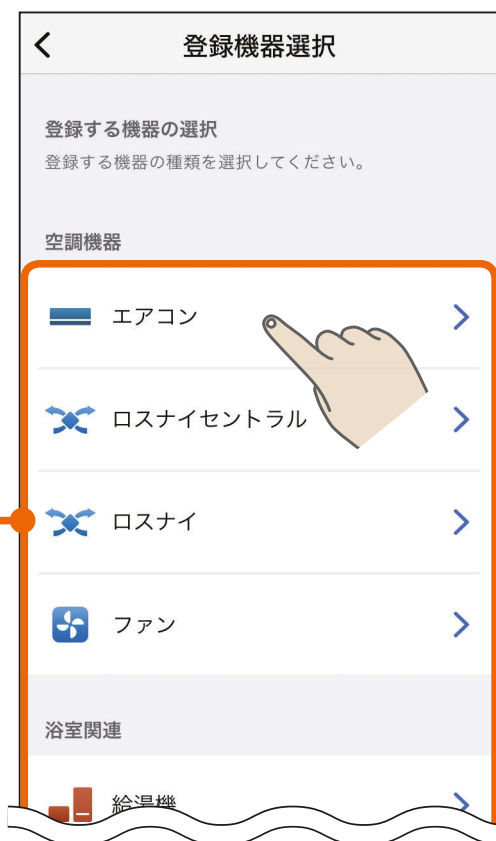 登録機器選択
登録する機器の選択
登録する機器の種類を選択してください。
空調機器
エアコン
ロスナイセントラル
ロスナイ
ファン
浴室関連
給湯機